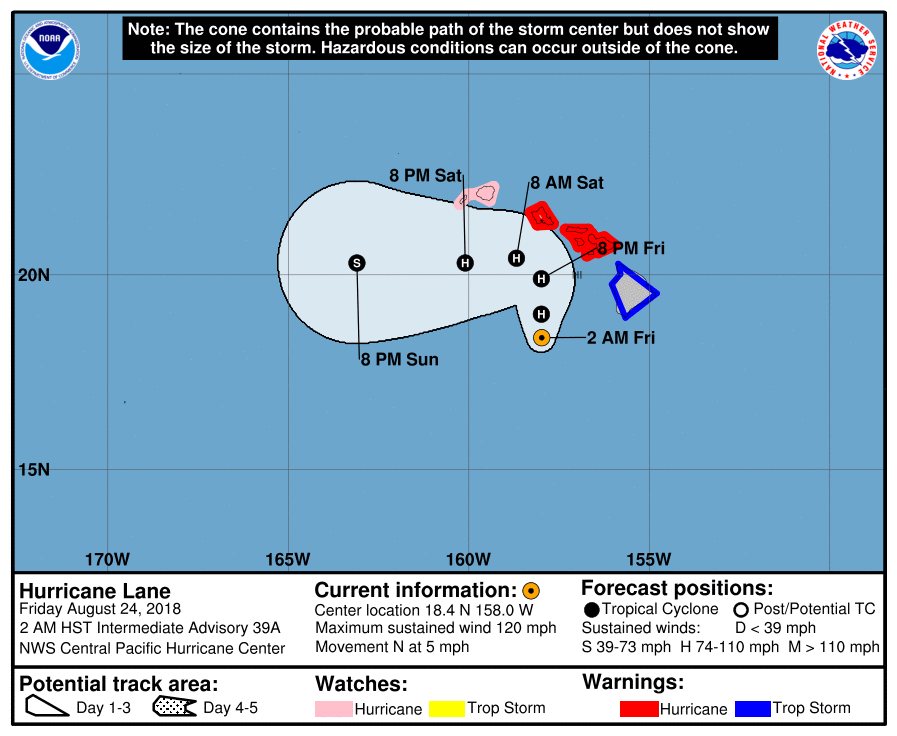 Note: The cone contains the probable path of the storm center but does not show
the size of the storm. Hazardous conditions can occur outside of the cone.
NOAA
NATIONAL WEATHER SERVICE
8 PM Sat
8 AM Sat
8 PM Fri
HI
20N
S
H
H
H
H
2 AM Fri
8 PM Sun
15N
170W
165W
160W
155W
Hurricane Lane
Friday August 24, 2018
2 AM HST Intermediate Advisory 39A
NWS Central Pacific Hurricane Center
Current information:
Center location 18.4 N 158.0 W
Maximum sustained wind 120 mph
Movement N at 5 mph
Forecast positions:
Tropical Cyclone Post/Potential TC
Sustained winds: D < 39 mph
S 39-73 mph H 74-110 mph M > 110 mph
Potential track area:
Day 1-3 Day 4-5
Watches:
Hurricane Trop Storm
Warnings:
Hurricane Trop Storm